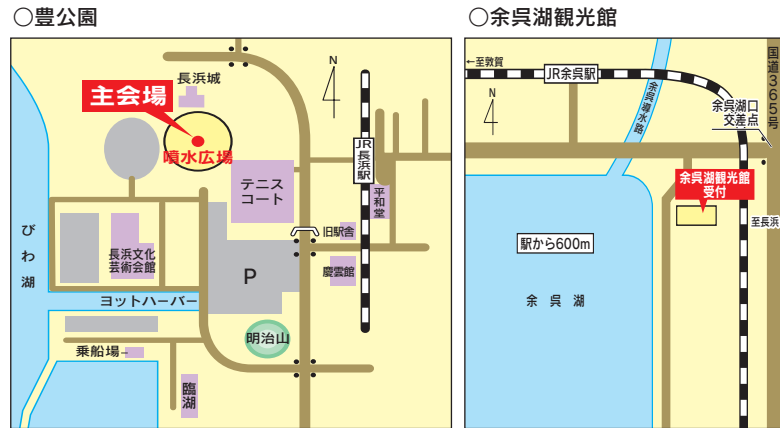 ○豊公園
N
長浜城
主会場
噴水広場
JR長浜駅
テニス
コート
平和堂
旧駅舎
慶雲館
びわ湖
長浜文化
芸術会館
P
ヨットハーバー
明治山
乗船場
臨湖
○余呉湖観光館
←至敦賀
JR余呉駅
国道365号
N
余呉導水路
余呉湖口
交差点
余呉湖観光館
受付
至長浜
駅から600m
余呉湖